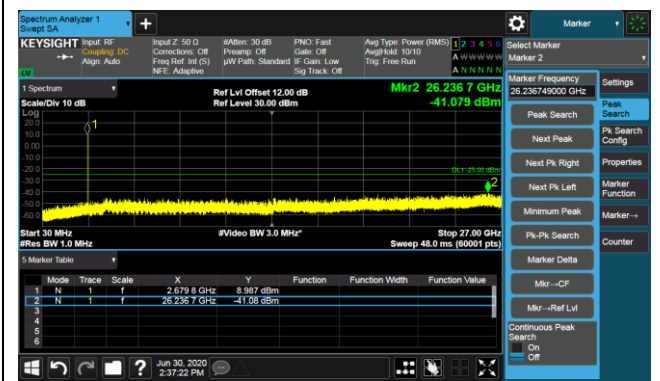 Spectrum Analyzer 1
Swept SA
Marker
KEYSIGHT
Input: RF
Coupling: DC
Align: Auto
Input Z: 50 Ω
Corrections: Off
Freq Ref: Int (S)
NFE: Adaptive
#Atten: 30 dB
Preamp: Off
µW Path: Standard
PNO: Fast
Gate: Off
IF Gain: Low
Sig Track: Off
Avg Type: Power (RMS)
Avg|Hold: 10/10
Trig: Free Run
1 2 3 4 5 6
A W W W W W
A N N N N N
LXI
Select Marker
Marker 2
Marker Frequency
26.236749000 GHz
Peak Search
Next Peak
Next Pk Right
Next Pk Left
Minimum Peak
Pk-Pk Search
Marker Delta
Mkr→CF
Mkr→Ref Lvl
Continuous Peak
Search
On
Off
Settings
Peak
Search
Pk Search
Config
Properties
Marker
Function
Marker→
Counter
1 Spectrum
Scale/Div 10 dB
Ref Lvl Offset 12.00 dB
Ref Level 30.00 dBm
Mkr2 26.236 7 GHz
-41.079 dBm
Log
20.0
10.0
0.00
-10.0
-20.0
-30.0
-40.0
-50.0
-60.0
1
DL1 -25.00 dBm
2
Start 30 MHz
#Res BW 1.0 MHz
#Video BW 3.0 MHz*
Stop 27.00 GHz
Sweep 48.0 ms (60001 pts)
5 Marker Table
Mode Trace Scale X Y Function Function Width Function Value
1 N 1 f 2.679 8 GHz 8.987 dBm
2 N 1 f 26.236 7 GHz -41.08 dBm
3
4
5
6
Jun 30, 2020
2:37:22 PM